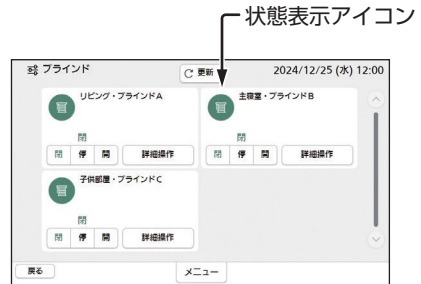 状態表示アイコン
ブラインド
更新
2024/12/25 (水) 12:00
リビング・ブラインドA
閉
閉 停 開 詳細操作
主寝室・ブラインドB
閉
閉 停 開 詳細操作
子供部屋・ブラインドC
閉
閉 停 開 詳細操作
戻る
メニュー